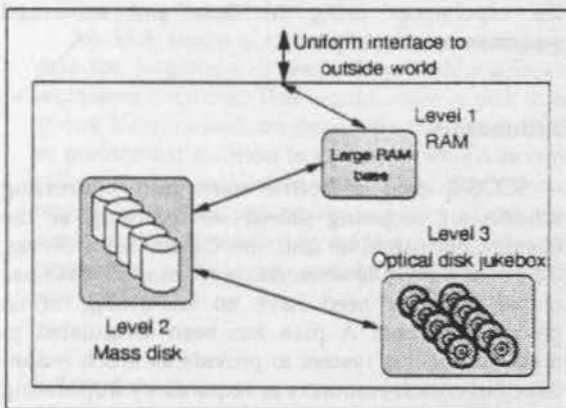 Uniform interface to
outside world
Level 1
RAM
Large RAM
base
Level 3
Optical disk jukebox
Level 2
Mass disk